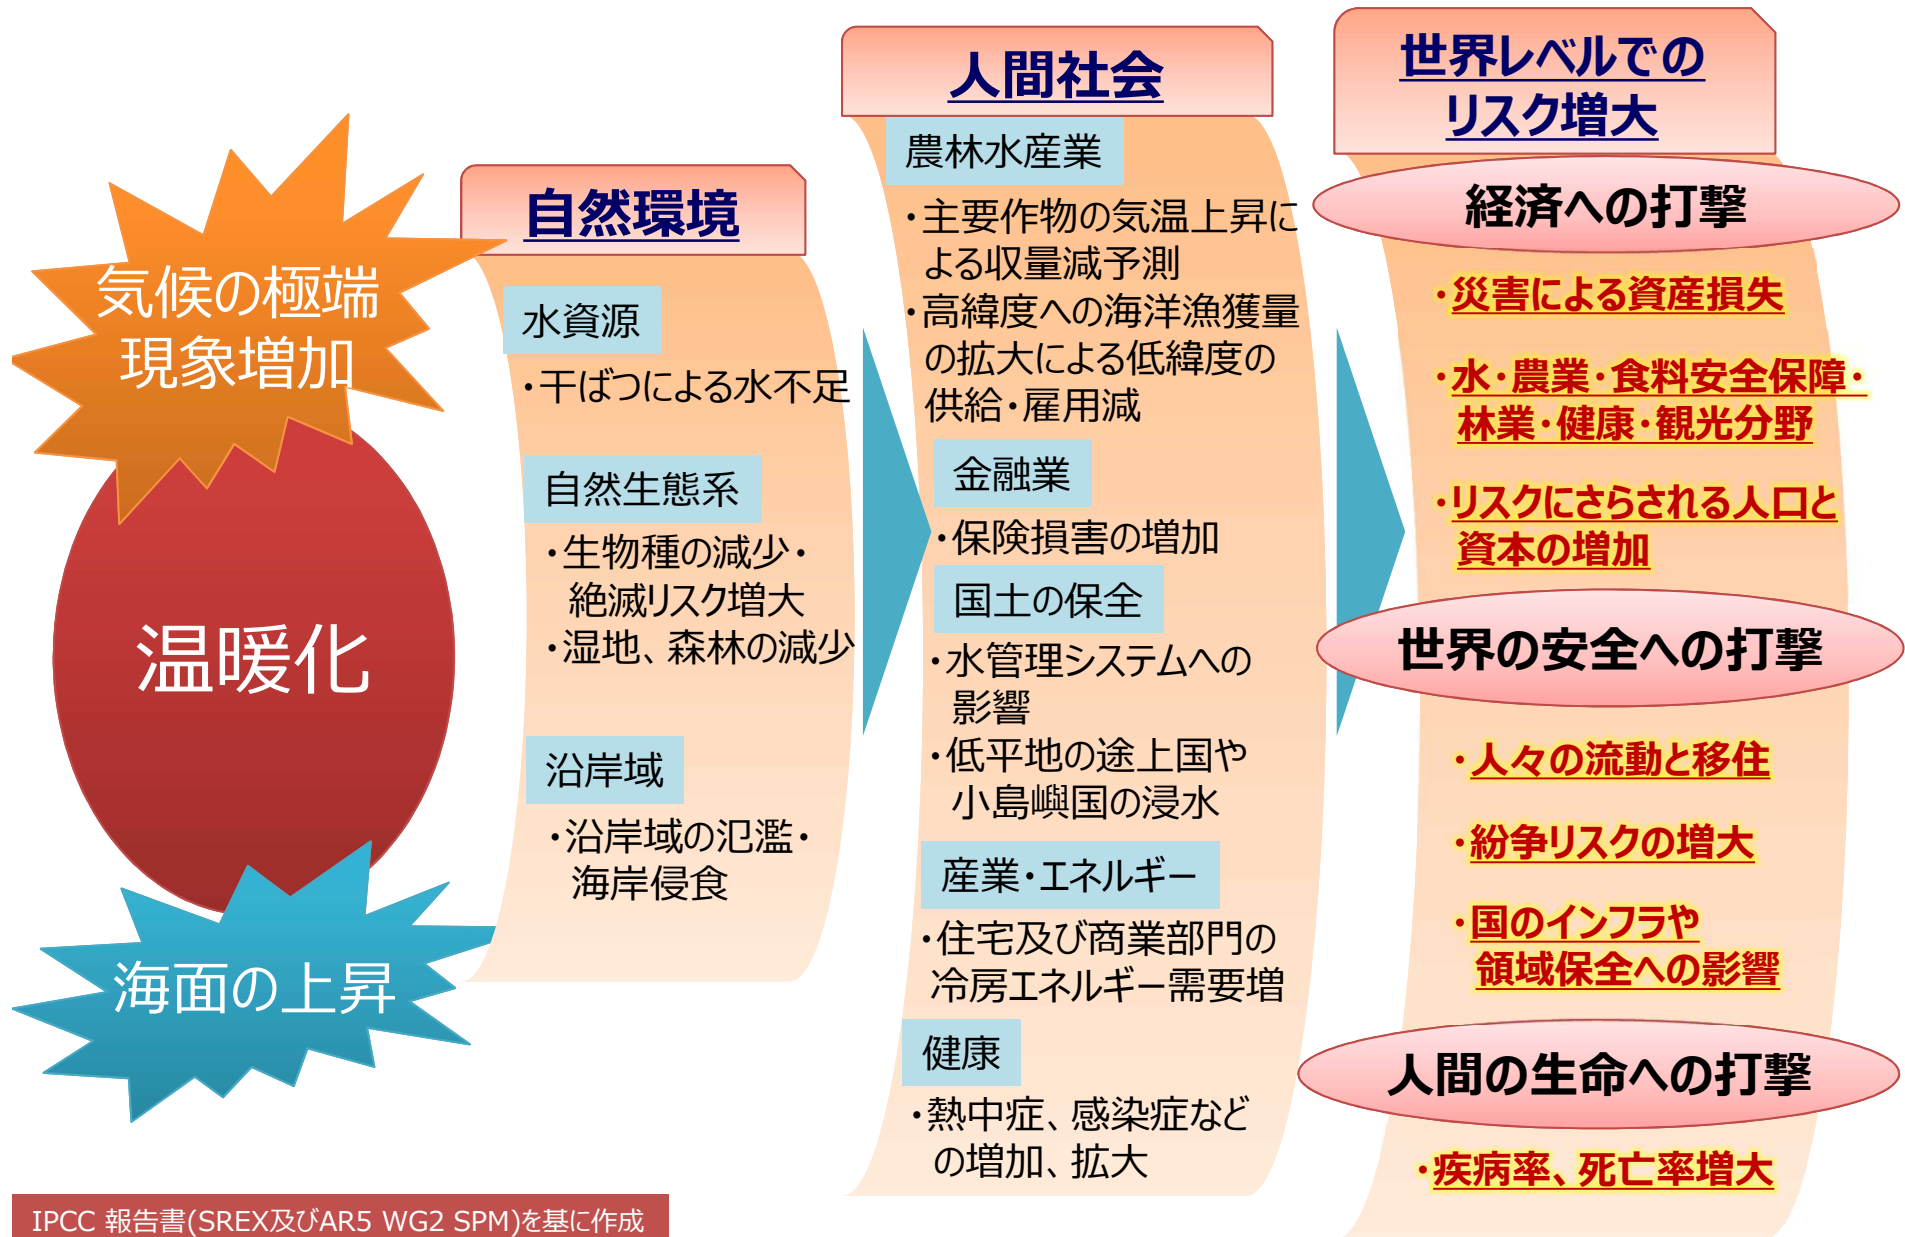 気候の極端
現象増加
温暖化
海面の上昇
自然環境
水資源
・干ばつによる水不足
自然生態系
・生物種の減少・
絶滅リスク増大
・湿地、森林の減少
沿岸域
・沿岸域の氾濫・
海岸侵食
人間社会
農林水産業
・主要作物の気温上昇に
よる収量減予測
・高緯度への海洋漁獲量
の拡大による低緯度の
供給・雇用減
金融業
・保険損害の増加
国土の保全
・水管理システムへの
影響
・低平地の途上国や
小島嶼国の浸水
産業・エネルギー
・住宅及び商業部門の
冷房エネルギー需要増
健康
・熱中症、感染症など
の増加、拡大
世界レベルでの
リスク増大
経済への打撃
・災害による資産損失
・水・農業・食料安全保障・
林業・健康・観光分野
・リスクにさらされる人口と
資本の増加
世界の安全への打撃
・人々の流動と移住
・紛争リスクの増大
・国のインフラや
領域保全への影響
人間の生命への打撃
・疾病率、死亡率増大
IPCC 報告書(SREX及びAR5 WG2 SPM)を基に作成